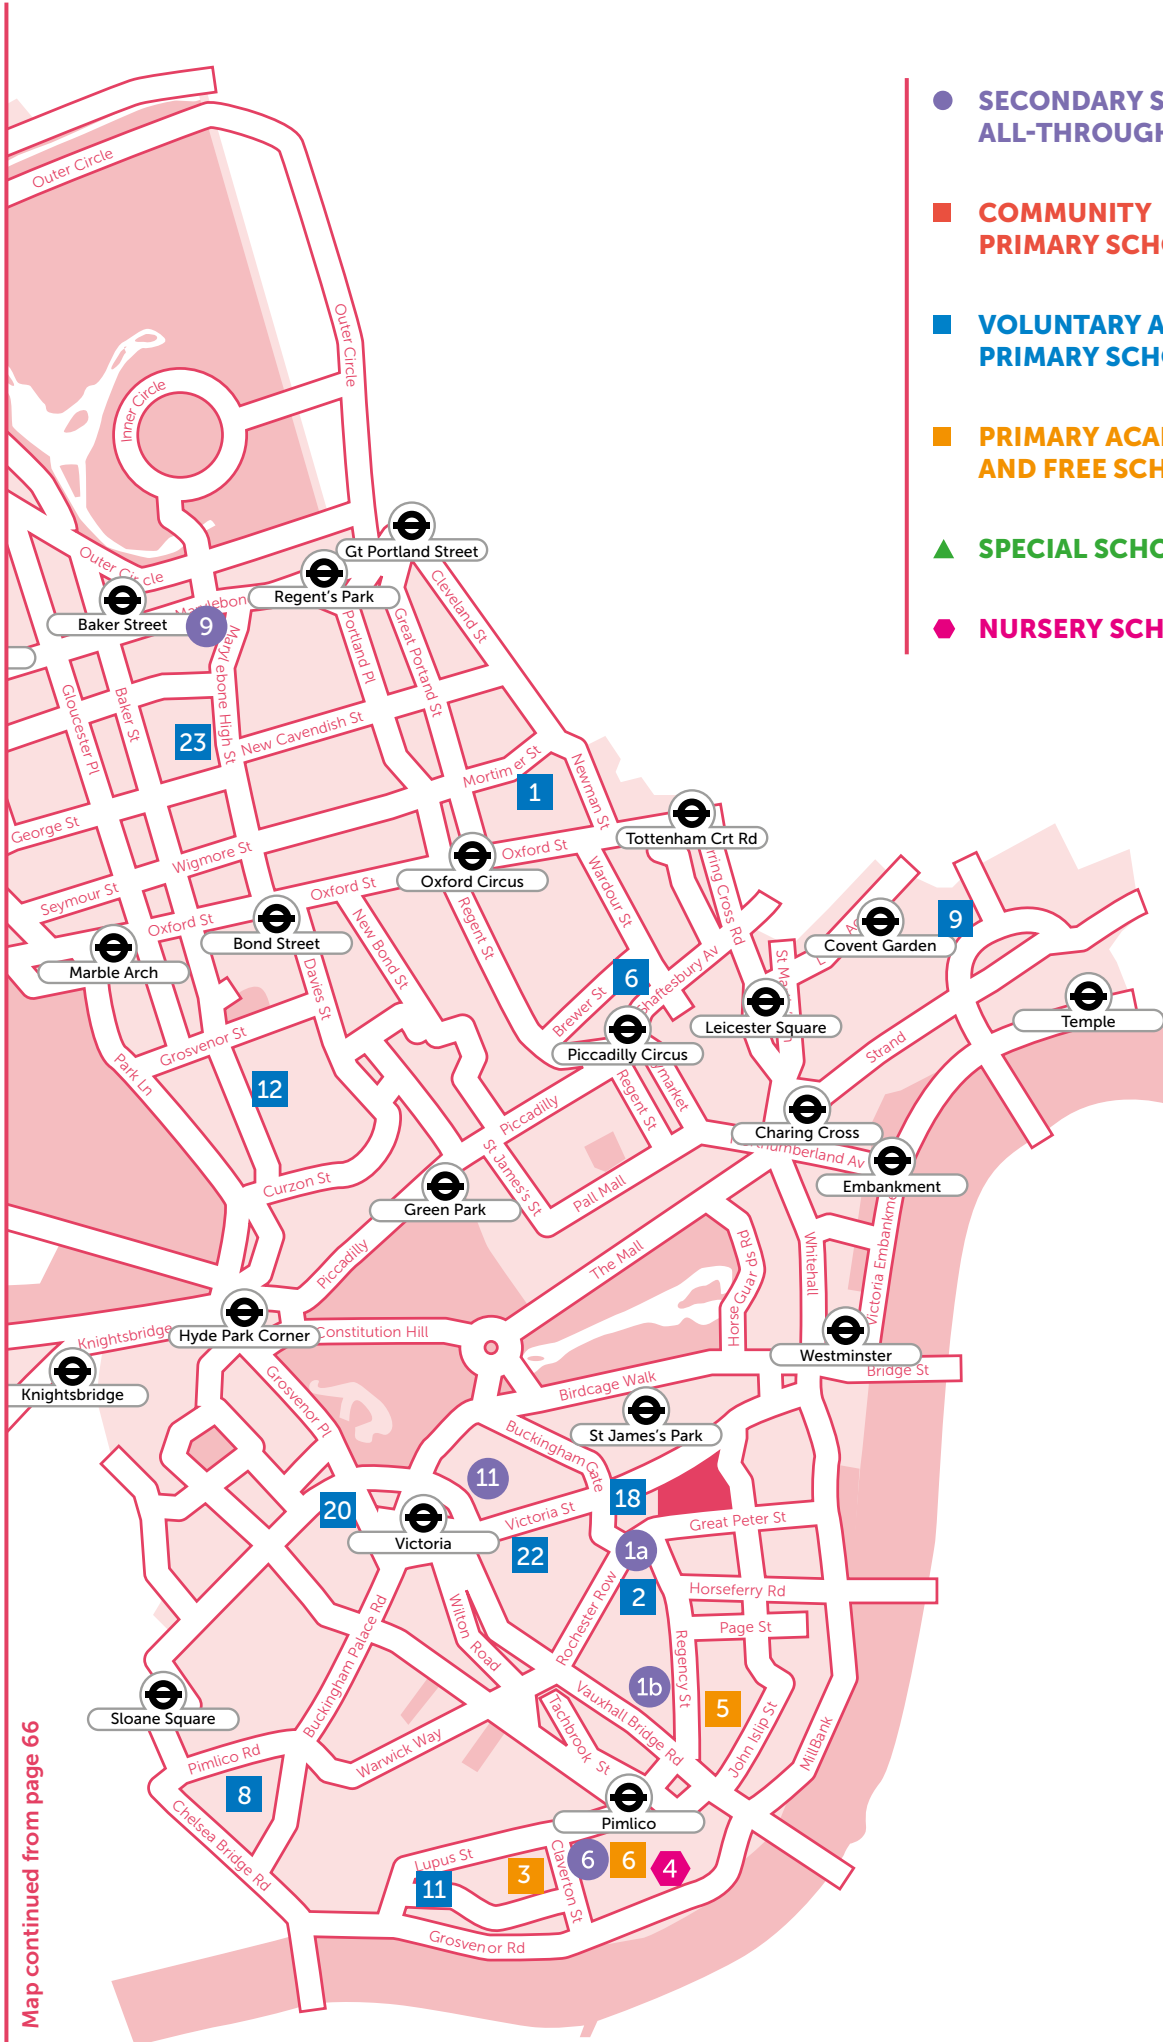 SECONDARY S
ALL-THROUGH
COMMUNITY
PRIMARY SCHO
VOLUNTARY A
PRIMARY SCHO
PRIMARY ACA
AND FREE SCH
SPECIAL SCHO
NURSERY SCH
Outer Circle
Outer Circle
Inner Circle
Gt Portland Street
Outer Circle
Regent's Park
Cleveland St
Baker Street
9
Portland Pl
Great Portland St
Marylebone High St
Gloucester Pl
Baker St
23
New Cavendish St
Mortimer St
1
Newman St
George St
Tottenham Crt Rd
Wigmore St
Oxford St
Oxford Circus
Wardour St
Seymour St
Oxford St
Oxford St
Bond Street
New Bond St
Regent St
Covent Garden
9
Marble Arch
Davies St
6
Shaftesbury Av
Brewer St
Leicester Square
Temple
Piccadilly Circus
Grosvenor St
Park Ln
Strand
12
Regent St
Piccadilly
Charing Cross
St James's St
Embankment
Curzon St
Pall Mall
Green Park
Piccadilly
The Mall
Horse Guards Rd
Whitehall
Hyde Park Corner
Constitution Hill
Knightsbridge
Westminster
Bridge St
Knightsbridge
Birdcage Walk
Grosvenor Pl
St James's Park
Buckingham Gate
11
18
20
Victoria St
Great Peter St
Victoria
22
1a
2
Horseferry Rd
Rochester Row
Wilton Road
Page St
Buckingham Palace Rd
Regency St
1b
5
Sloane Square
Vauxhall Bridge Rd
Tachbrook St
John Islip St
MillBank
Warwick Way
Pimlico Rd
8
Pimlico
Chelsea Bridge Rd
Lupus St
Claverton St
6
6
4
3
11
Grosvenor Rd
Map continued from page 66